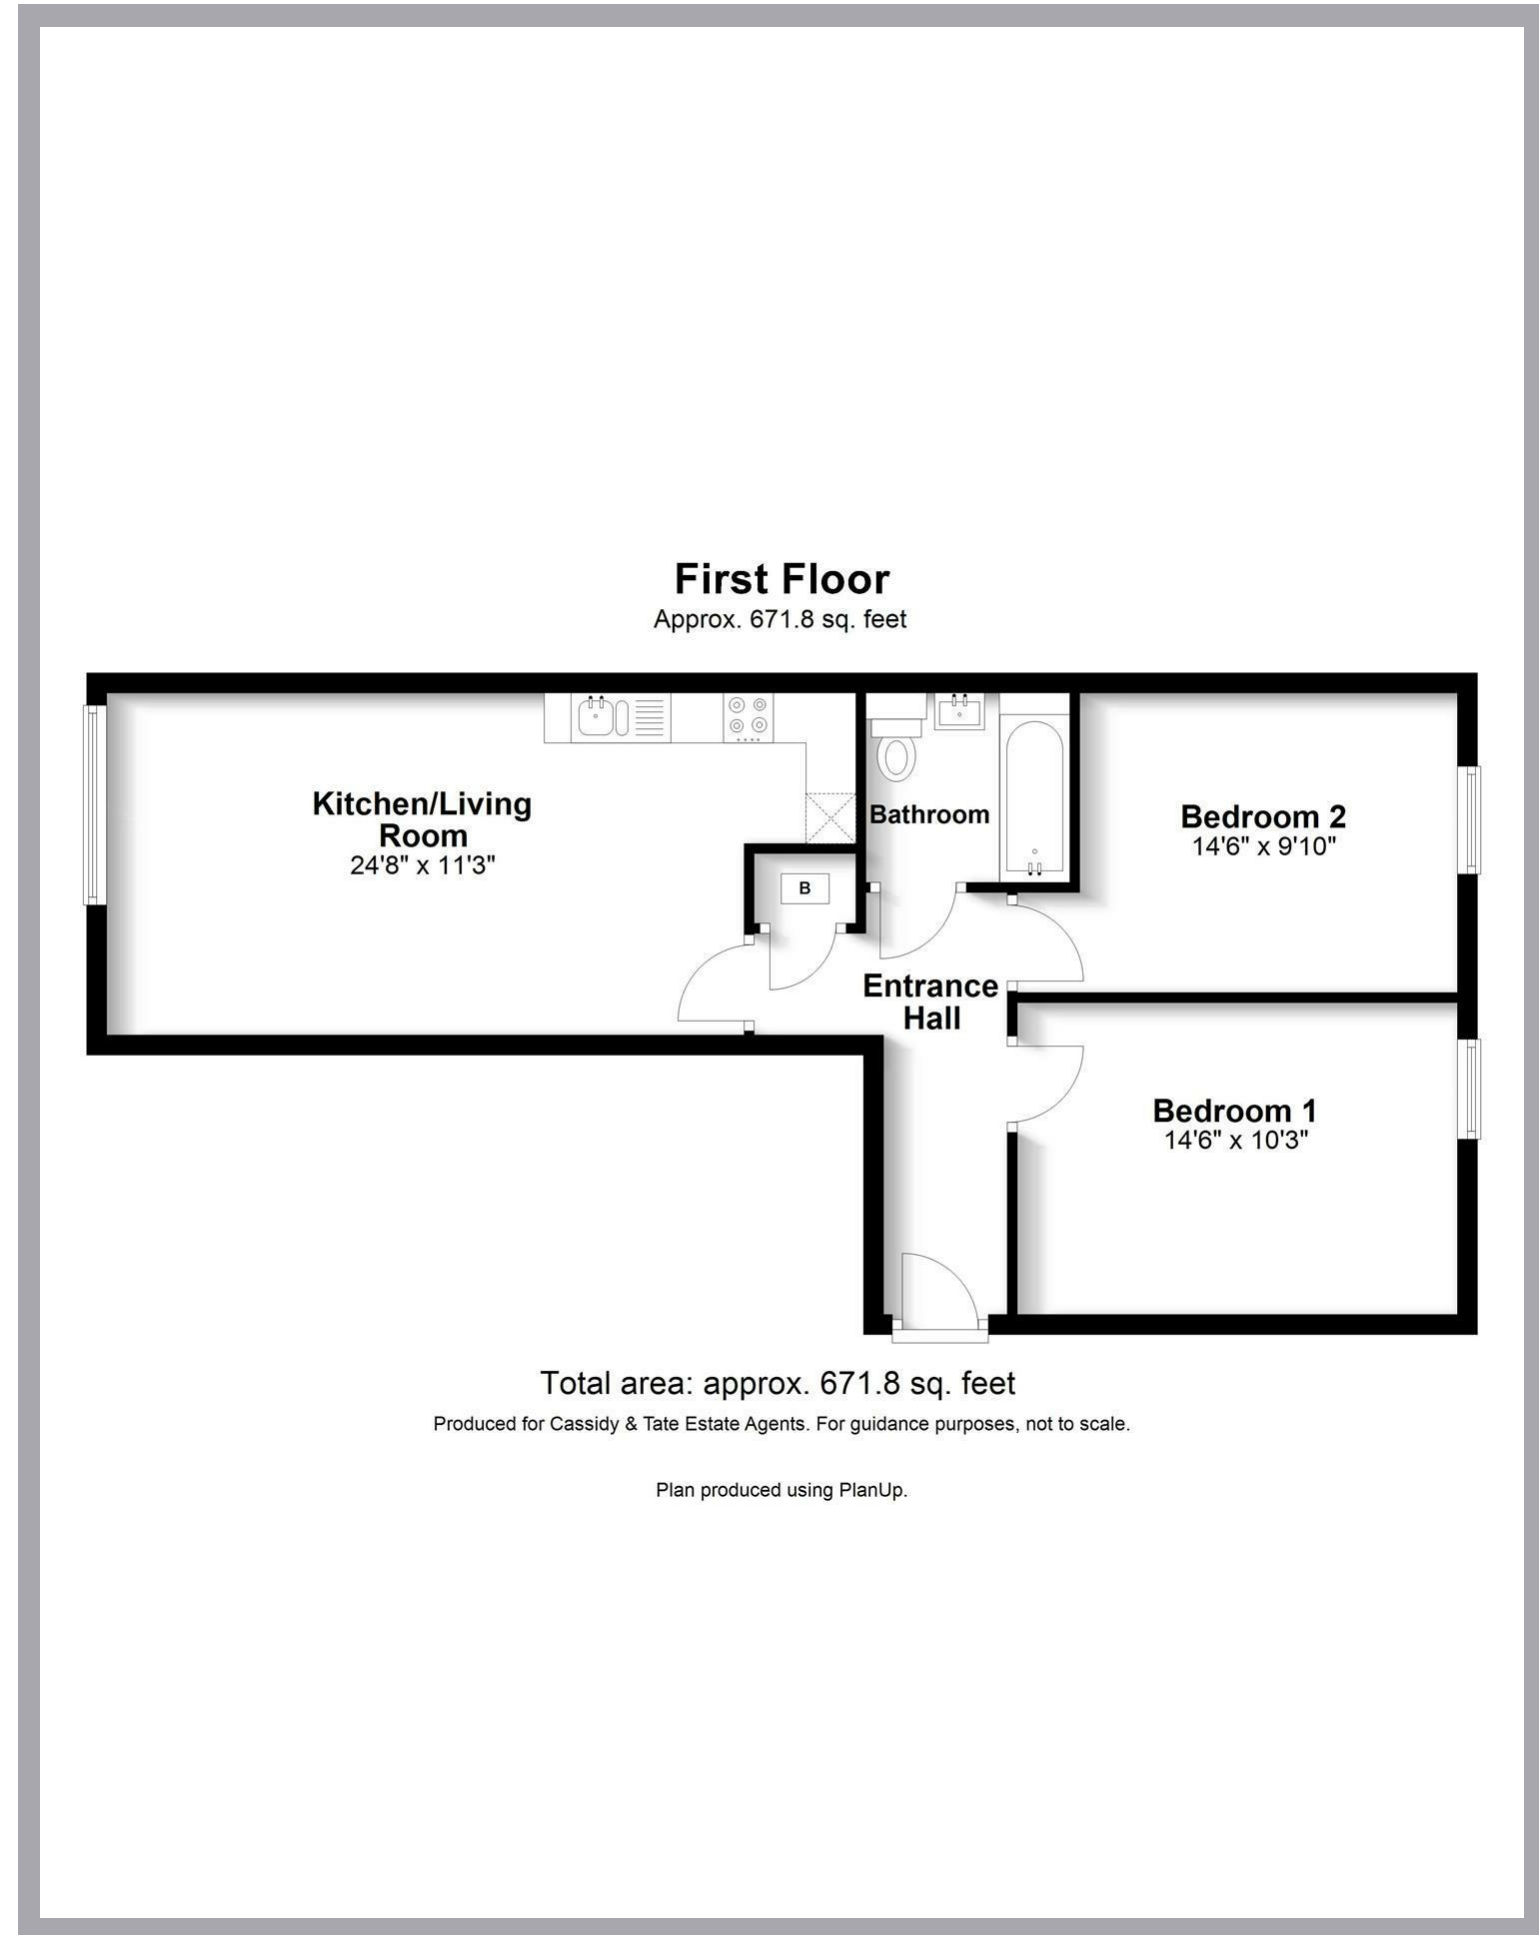 First Floor
Approx. 671.8 sq. feet
Kitchen/Living
Room
24'8" x 11'3"
Bathroom
B
Bedroom 2
14'6" x 9'10"
Entrance
Hall
Bedroom 1
14'6" x 10'3"
Total area: approx. 671.8 sq. feet
Produced for Cassidy & Tate Estate Agents. For guidance purposes, not to scale.
Plan produced using PlanUp.